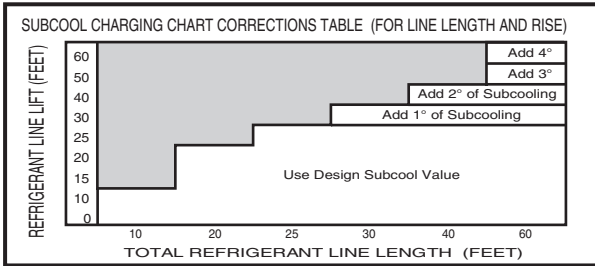 SUBCOOL CHARGING CHART CORRECTIONS TABLE (FOR LINE LENGTH AND RISE)
REFRIGERANT LINE LIFT (FEET)
60
50
40
30
25
20
15
10
0
Add 4°
Add 3°
Add 2° of Subcooling
Add 1° of Subcooling
Use Design Subcool Value
10 20 25 30 40 60
TOTAL REFRIGERANT LINE LENGTH (FEET)